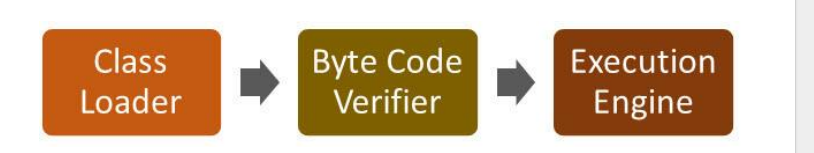 Class
Loader
Byte Code
Verifier
Execution
Engine